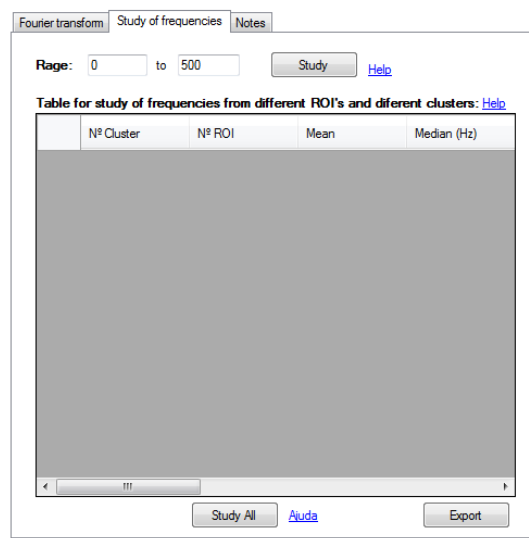 Fourier transform Study of frequencies Notes
Rage: 0 to 500 Study Help
Table for study of frequencies from different ROI's and diferent clusters: Help
Nº Cluster Nº ROI Mean Median (Hz)
Study All Ajuda Export